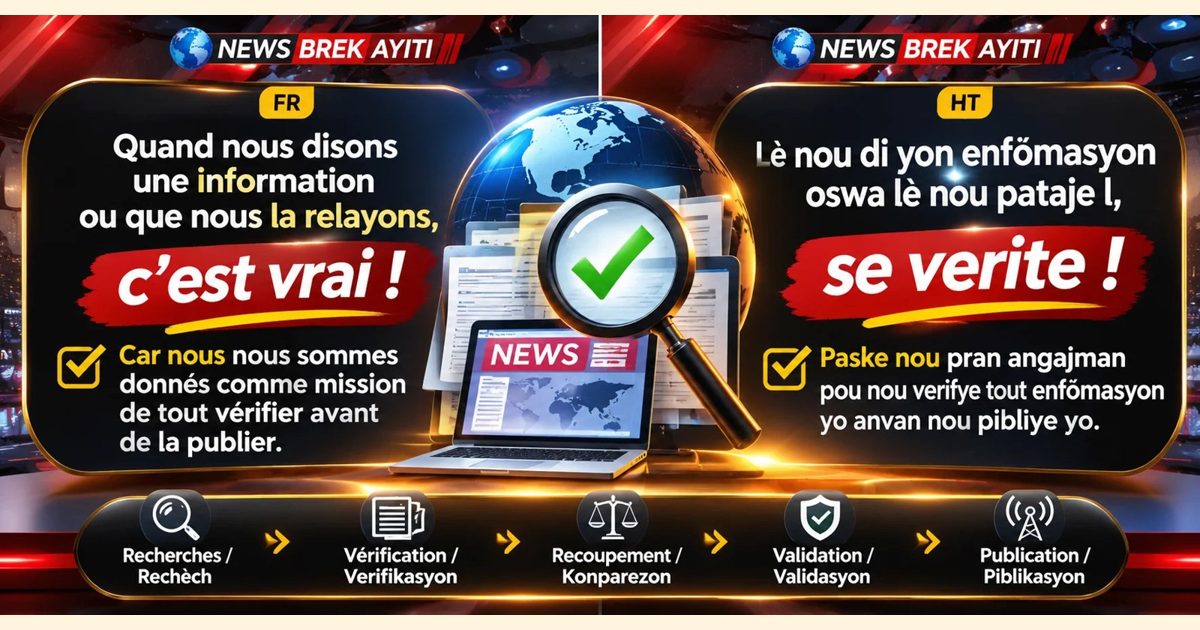 NEWS BREK AYITI
FR
Quand nous disons
une information
ou que nous la relayons,
c'est vrai !
Car nous nous sommes
donnés comme mission
de tout vérifier avant
de la publier.
NEWS BREK AYITI
HT
Lè nou di yon enfőmasyon
oswa lè nou pataje l,
se verite !
Paske nou pran angajman
pou nou verifye tout enfőmasyon
yo anvan nou pibliye yo.
NEWS
Recherches /
Rechèch
Vérification /
Verifikasyon
Recoupement /
Konparezon
Validation /
Validasyon
Publication /
Piblikasyon